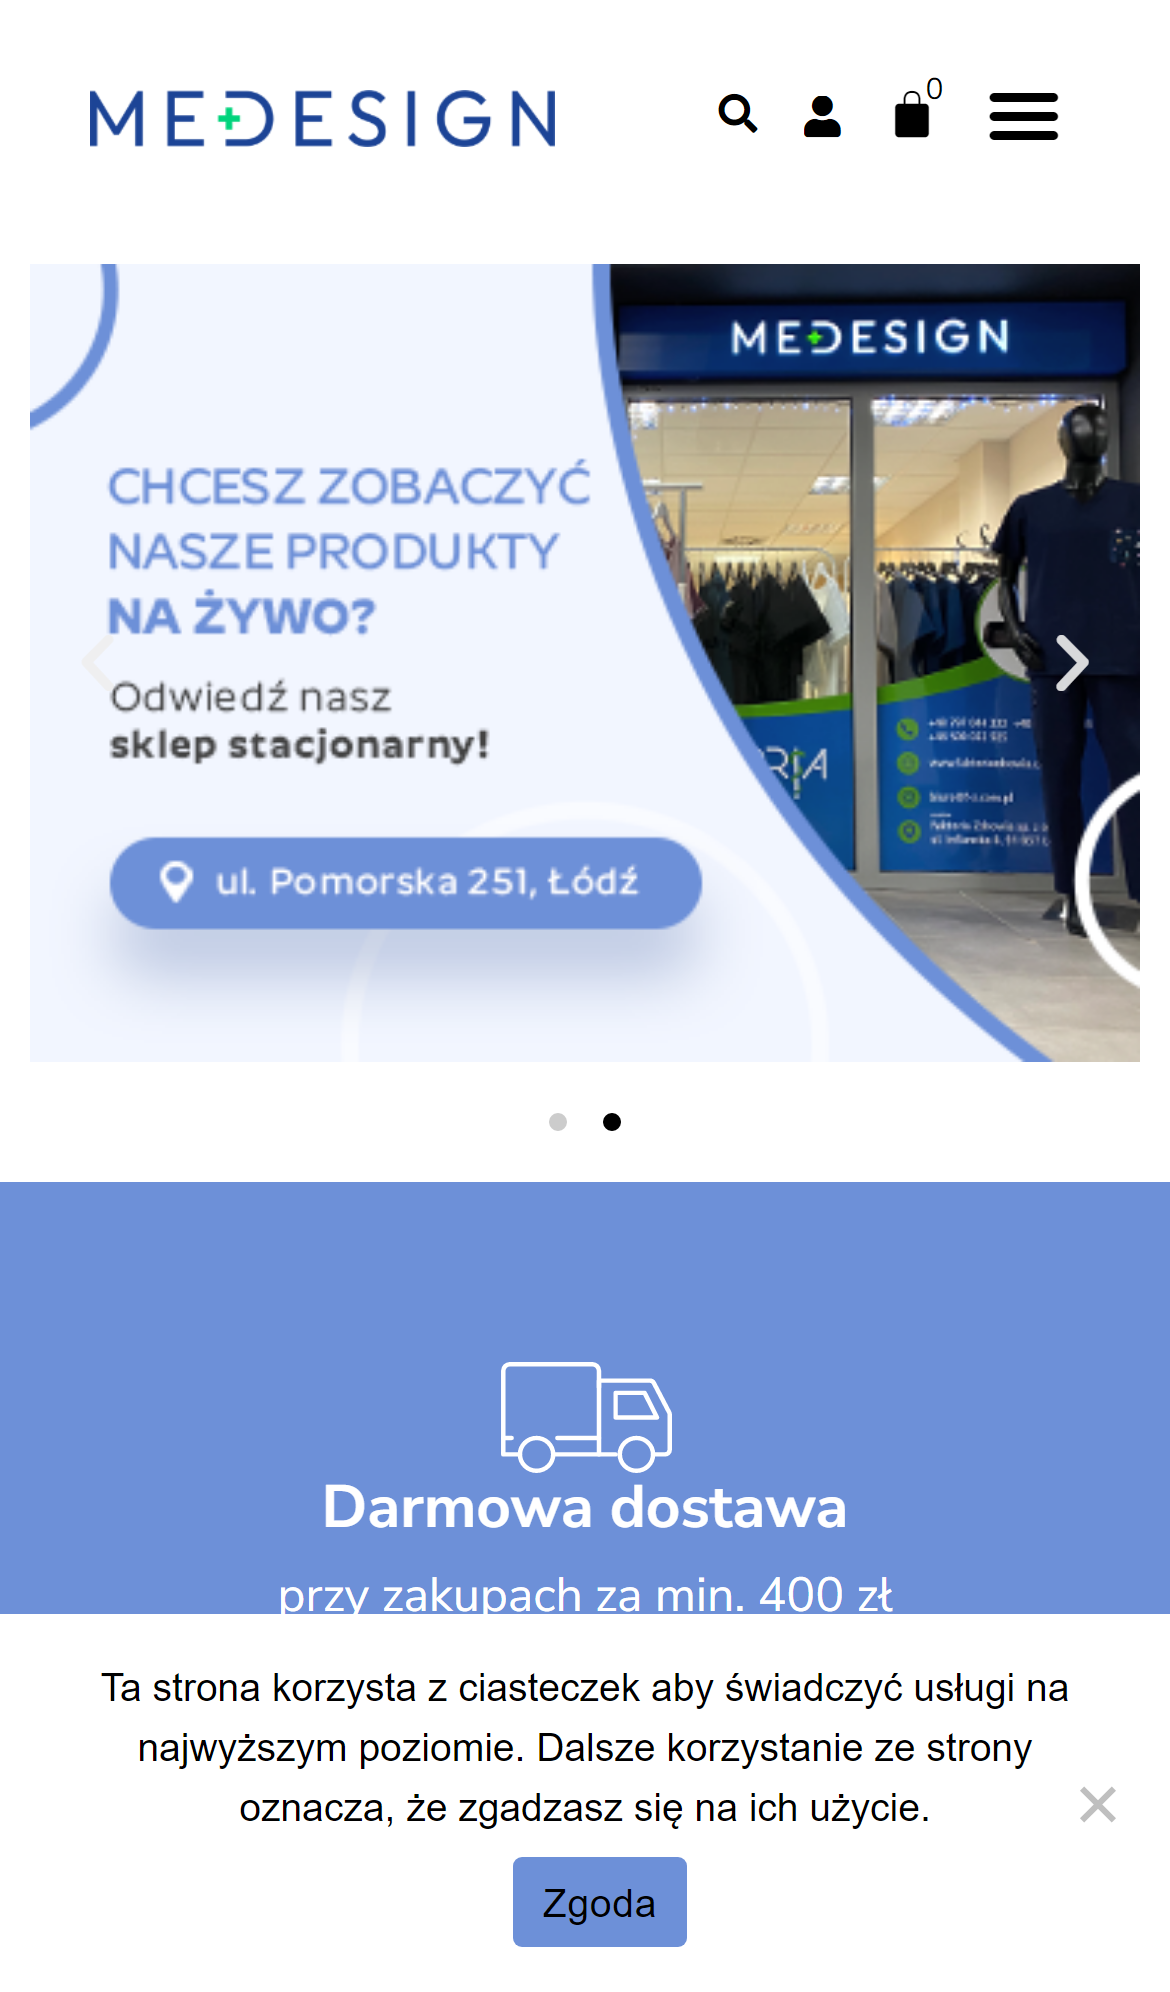 MEDESIGN
0
MEDESIGN
CHCESZ ZOBACZYĆ
NASZE PRODUKTY
NA ŻYWO?
Odwiedź nasz
sklep stacjonarny!
ul. Pomorska 251, Łódź
Darmowa dostawa
przy zakupach za min. 400 zł
Ta strona korzysta z ciasteczek aby świadczyć usługi na
najwyższym poziomie. Dalsze korzystanie ze strony
oznacza, że zgadzasz się na ich użycie.
Zgoda